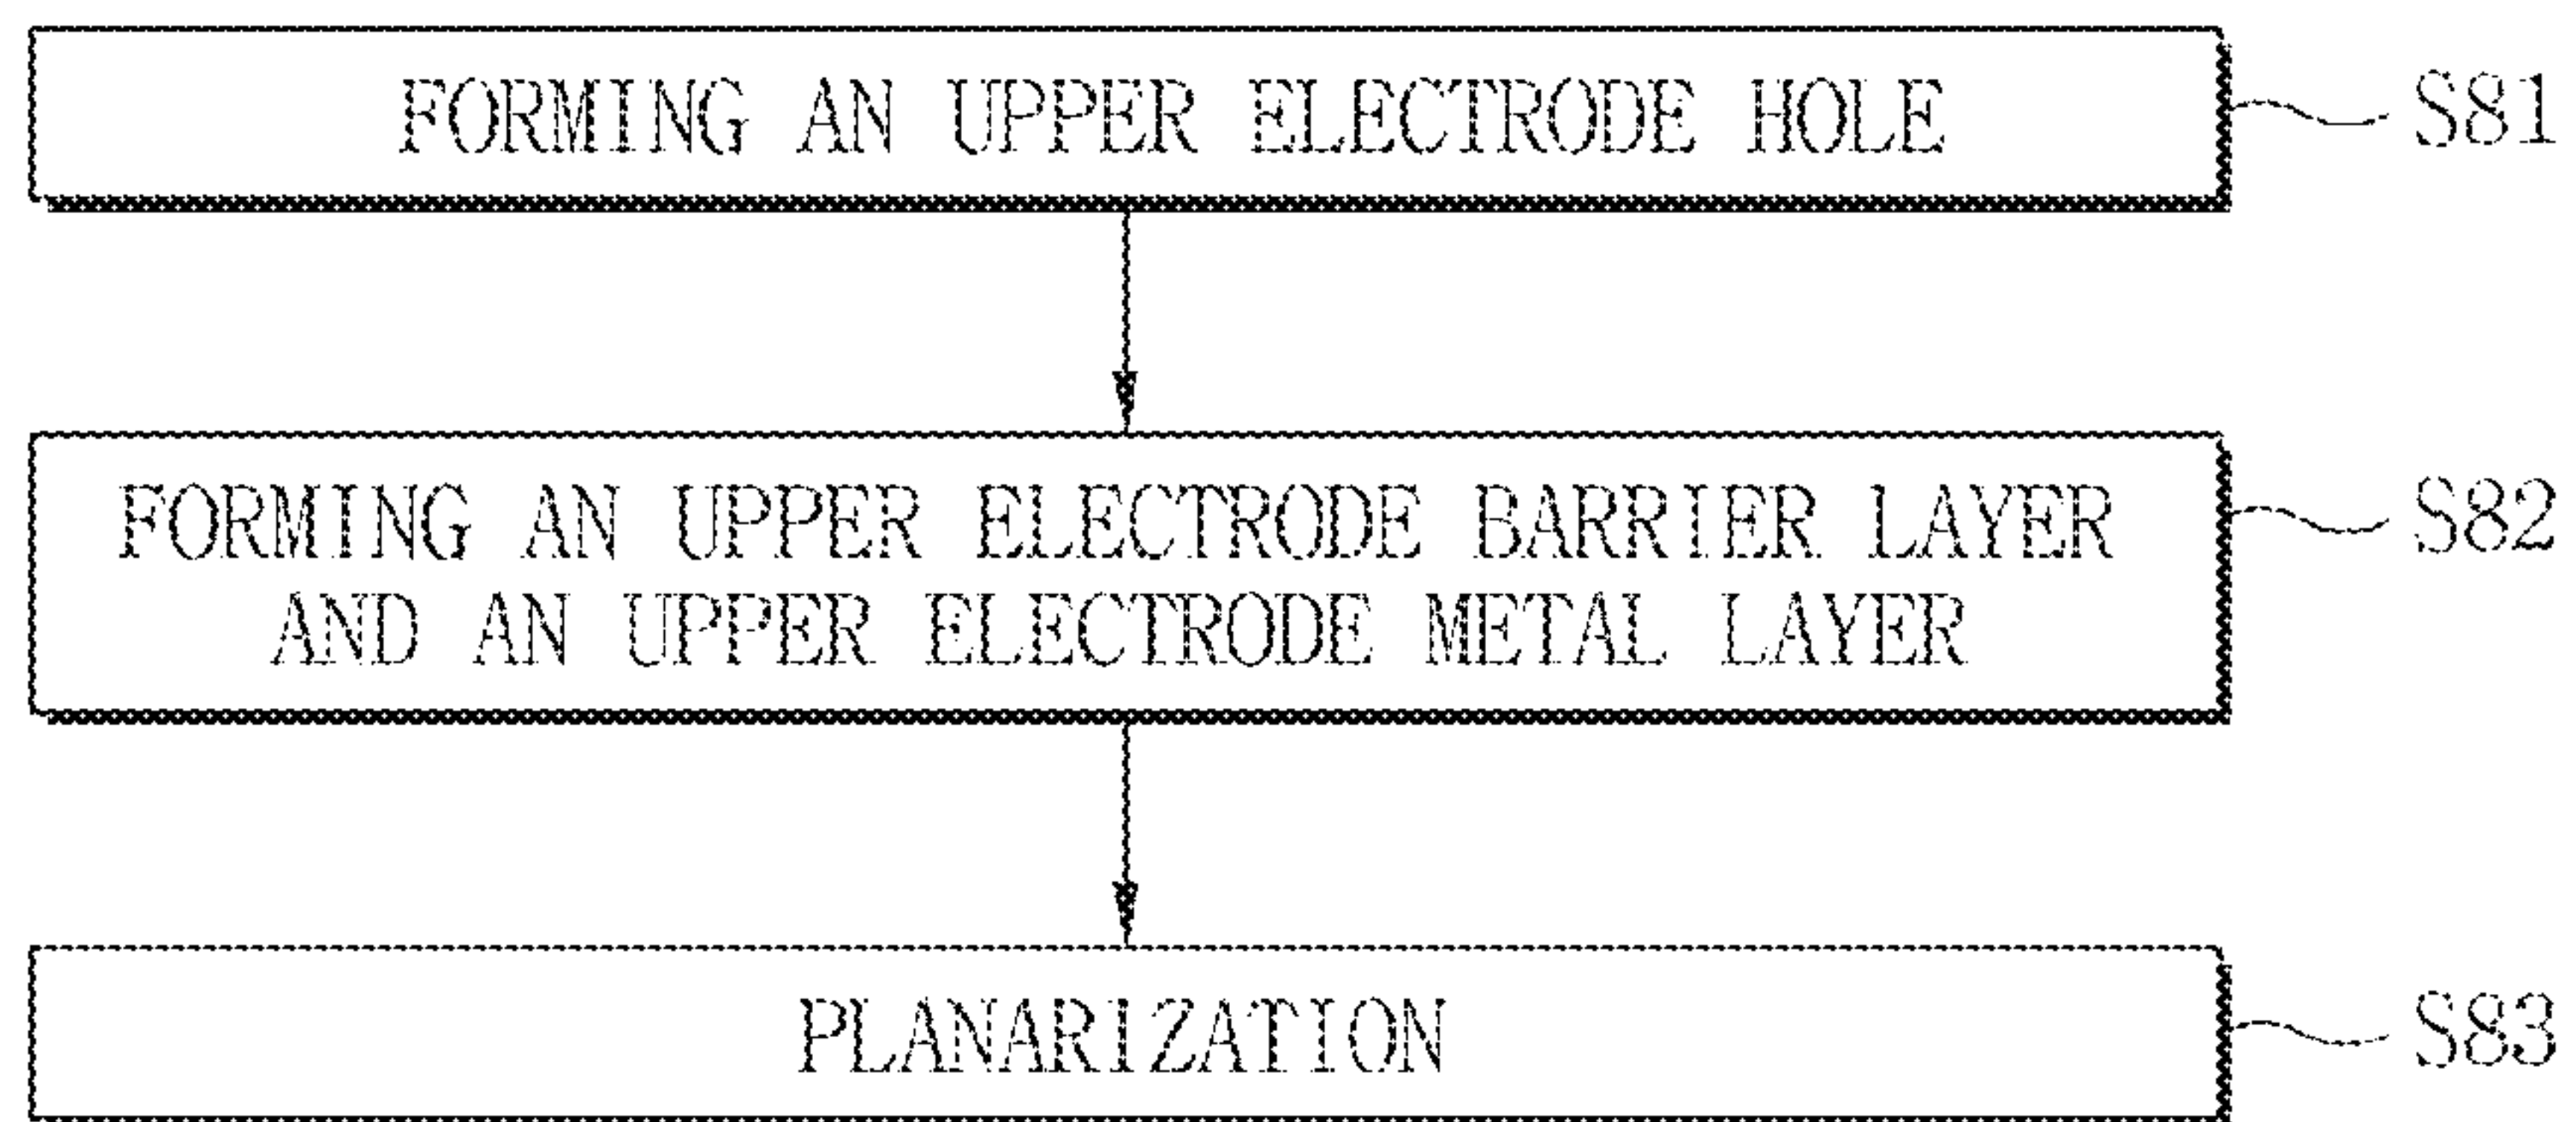 FORMING AN UPPER ELECTRODE HOLE
S81
FORMING AN UPPER ELECTRODE BARRIER LAYER
AND AN UPPER ELECTRODE METAL LAYER
S82
PLANARIZATION
S83